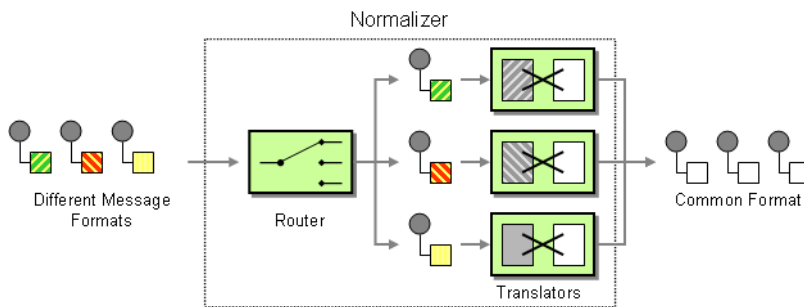 Normalizer
Different Message
Formats
Router
Translators
Common Format